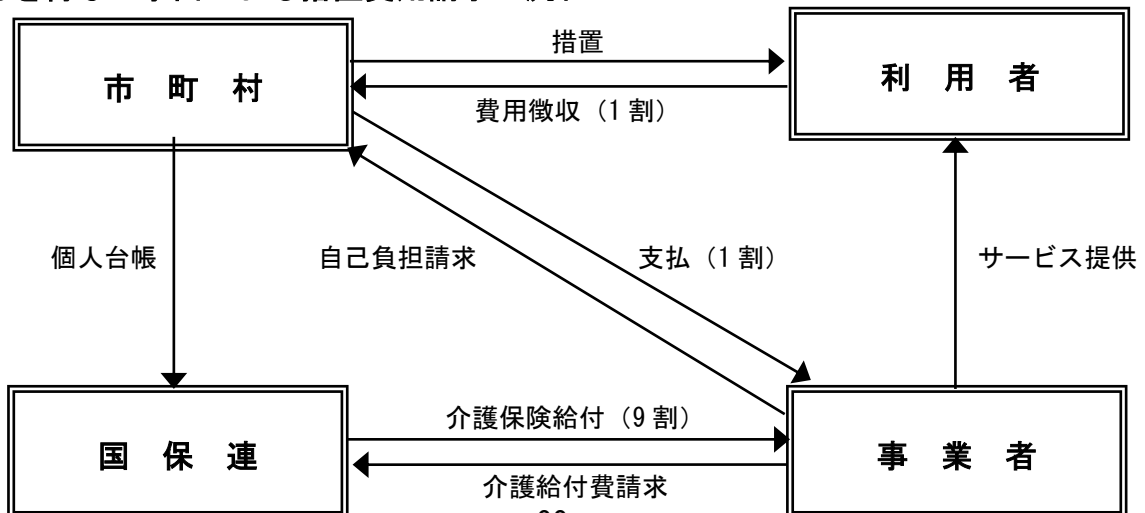 措置
市 町 村
利 用 者
費用徴収（1 割）
個人台帳
自己負担請求
支払（1 割）
サービス提供
介護保険給付（9 割）
国 保 連
事 業 者
介護給付費請求